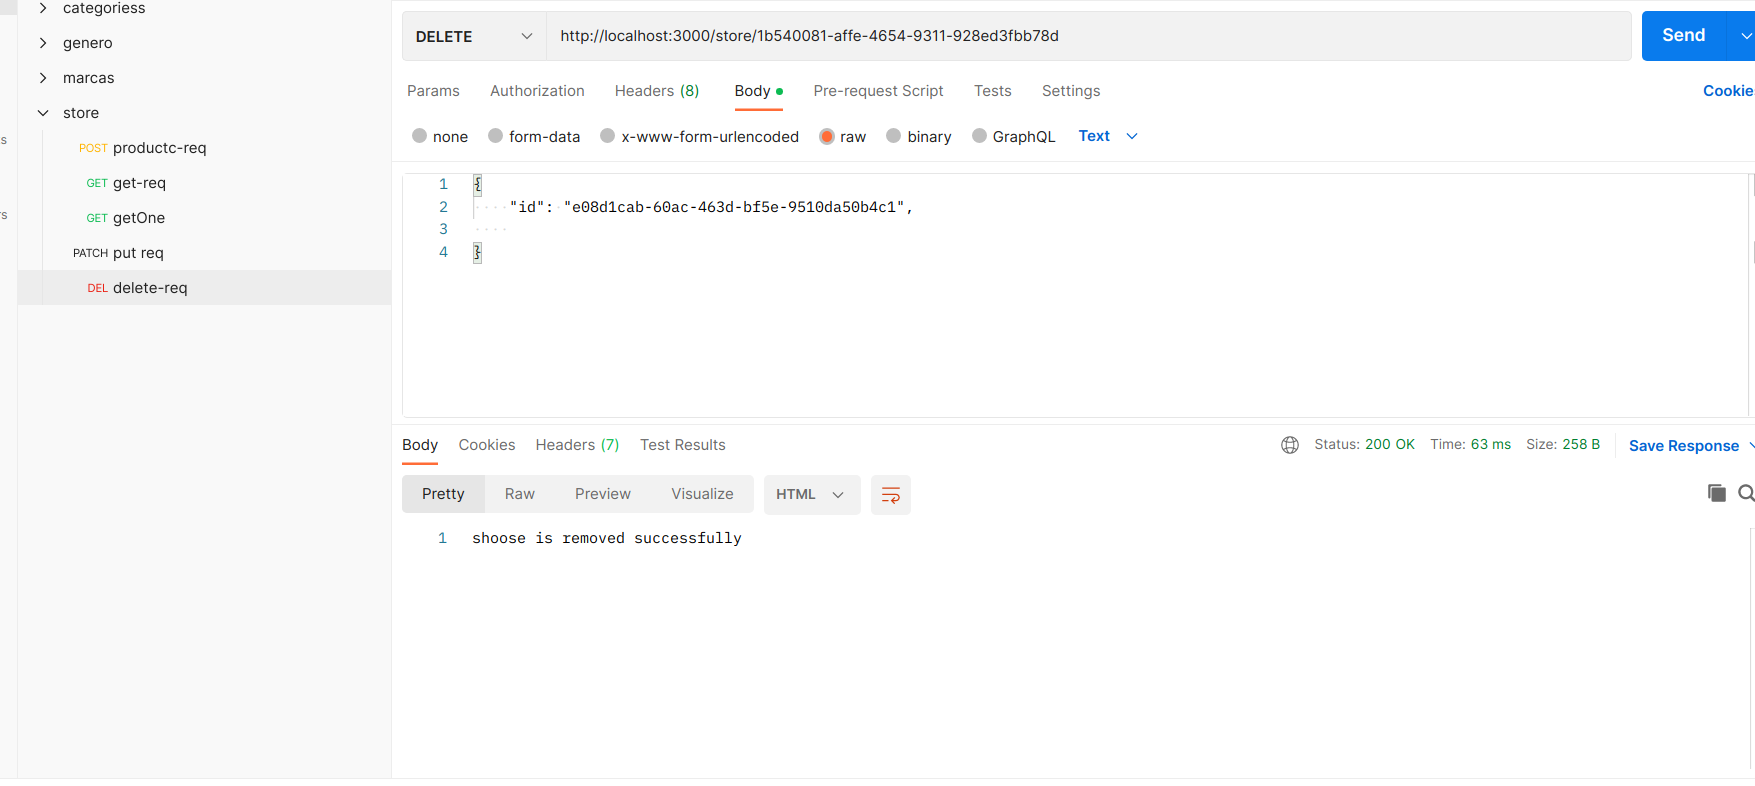 categoriess
genero
marcas
store
POST productc-req
GET get-req
GET getOne
PATCH put req
DEL delete-req
s
rs
DELETE http://localhost:3000/store/1b540081-affe-4654-9311-928ed3fbb78d Send
Params Authorization Headers (8) Body Pre-request Script Tests Settings Cookie
none form-data x-www-form-urlencoded raw binary GraphQL Text
1 {
2 "id": "e08d1cab-60ac-463d-bf5e-9510da50b4c1",
3
4 }
Body Cookies Headers (7) Test Results Status: 200 OK Time: 63 ms Size: 258 B Save Response
Pretty Raw Preview Visualize HTML
1 shoose is removed successfully